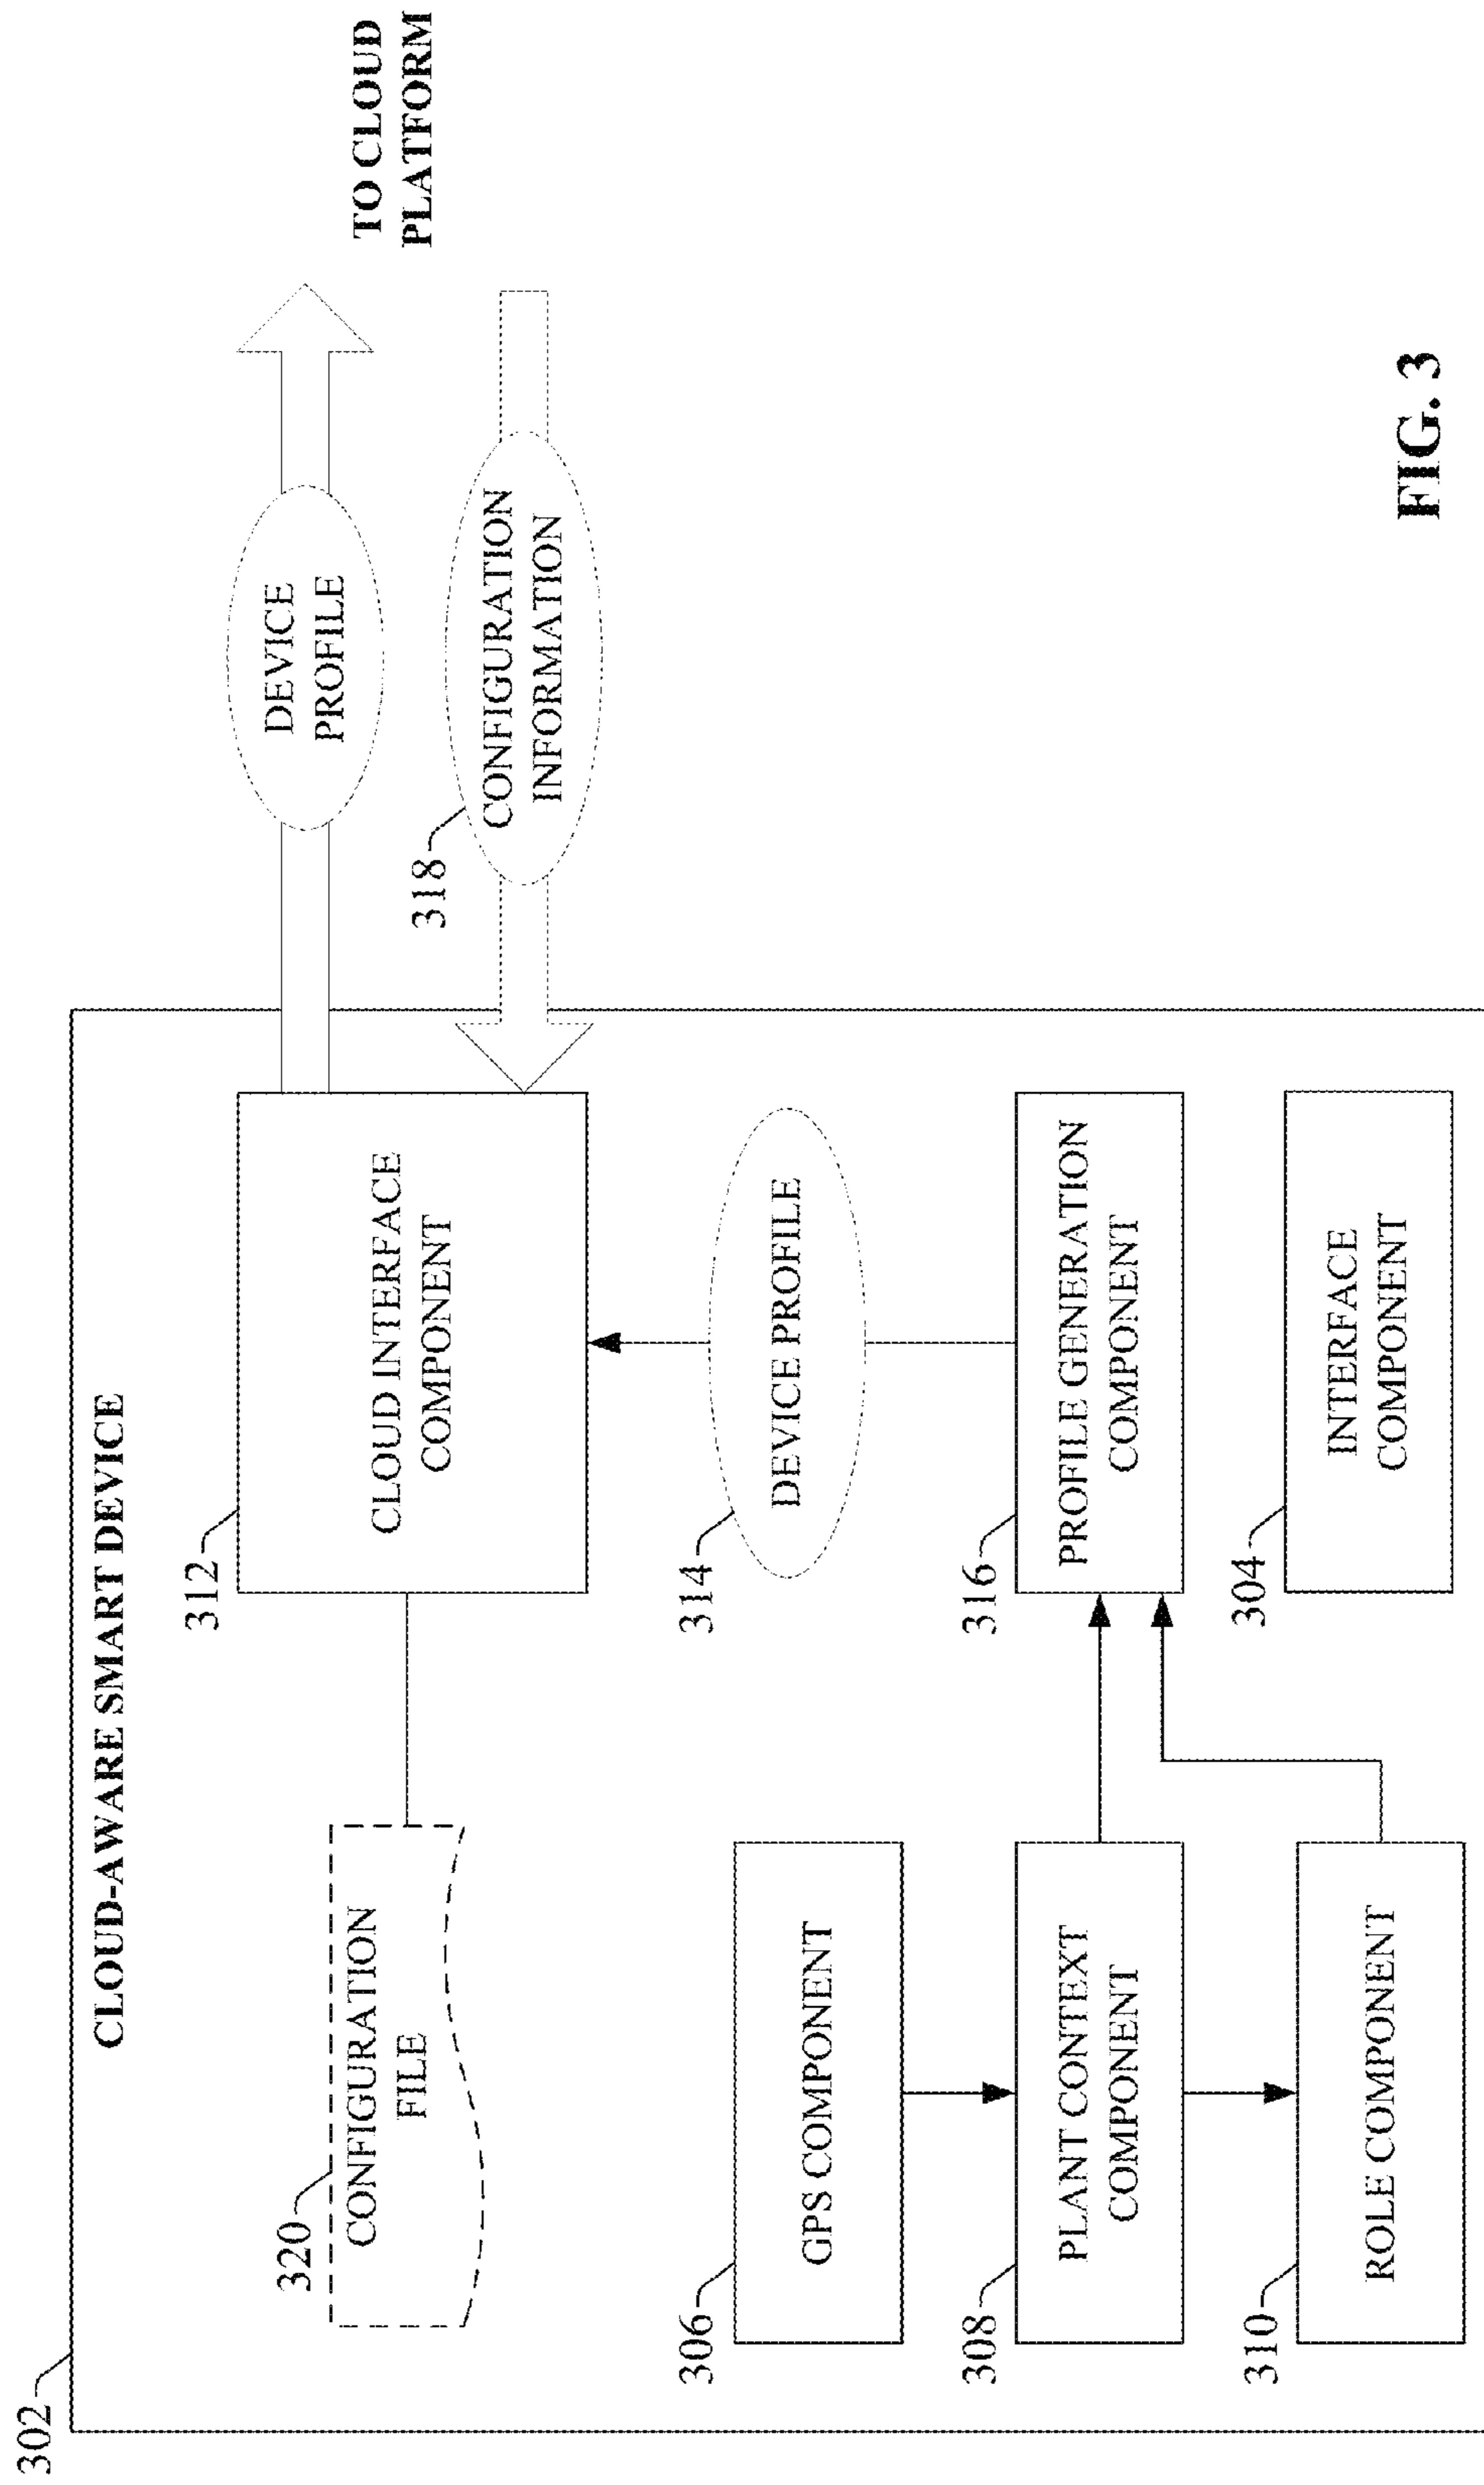 302
CLOUD-AWARE SMART DEVICE
320
CONFIGURATION
FILE
312
CLOUD INTERFACE
COMPONENT
DEVICE
PROFILE
TO CLOUD
PLATFORM
318
CONFIGURATION
INFORMATION
314
DEVICE PROFILE
306
GPS COMPONENT
308
PLANT CONTEXT
COMPONENT
316
PROFILE GENERATION
COMPONENT
310
ROLE COMPONENT
304
INTERFACE
COMPONENT
FIG. 3